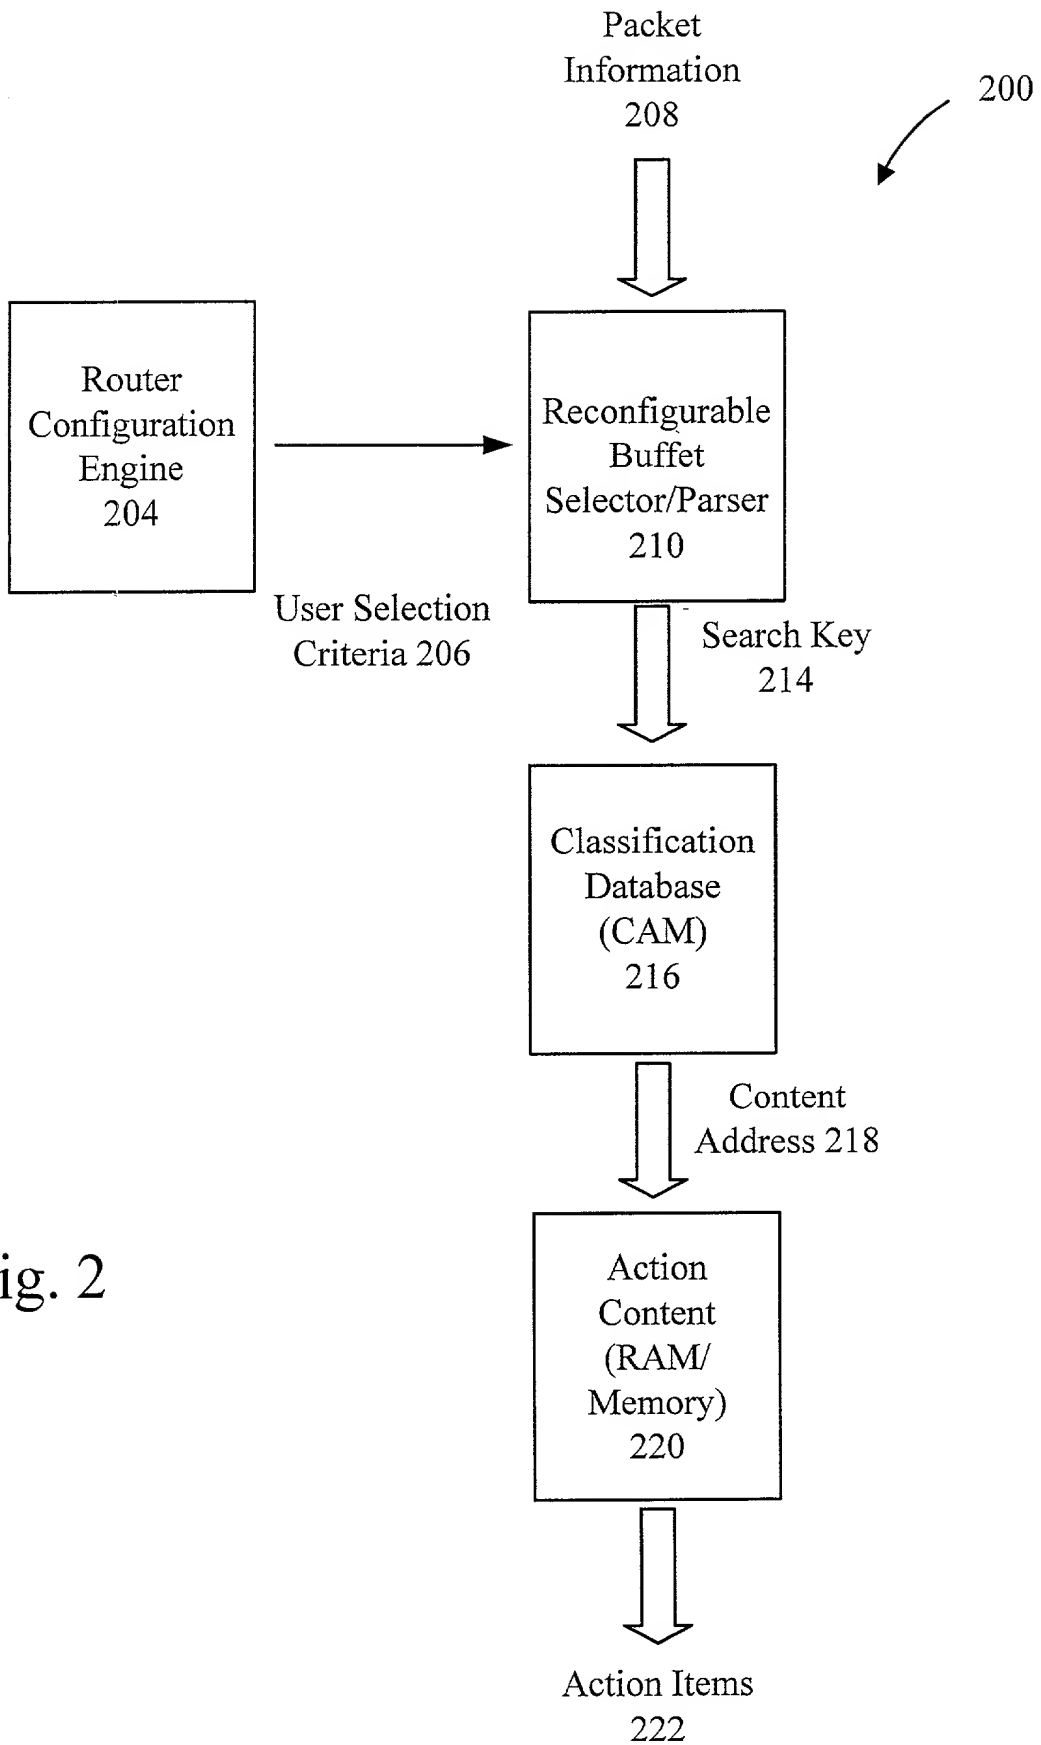 Packet
Information
208
200
Router
Configuration
Engine
204
Reconfigurable
Buffet
Selector/Parser
210
User Selection
Criteria 206
Search Key
214
Classification
Database
(CAM)
216
Content
Address 218
ig. 2
Action
Content
(RAM/
Memory)
220
Action Items
222